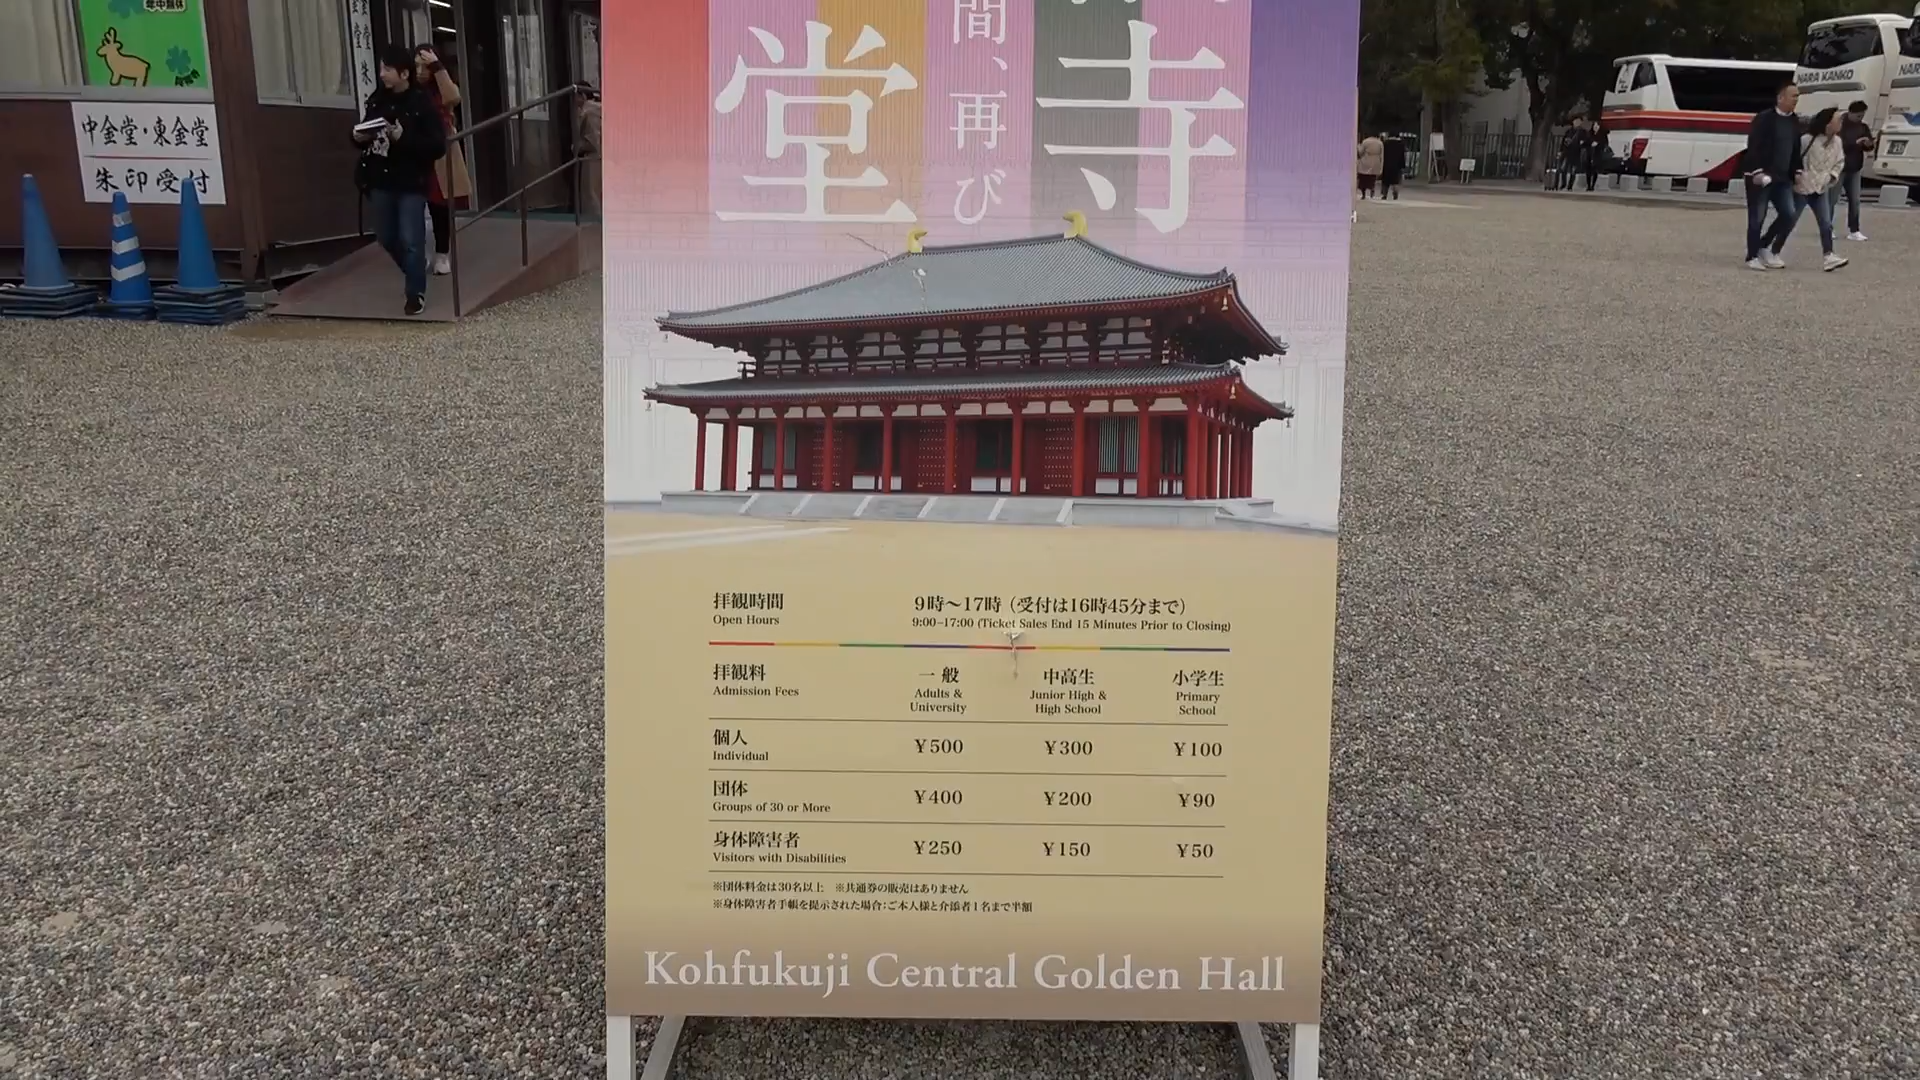 年中無休
中金堂・東金堂
朱印受付
NARA KANKO
寺
間、再び
堂
拝観時間
Open Hours
9時〜17時（受付は16時45分まで）
9:00–17:00 (Ticket Sales End 15 Minutes Prior to Closing)
拝観料
Admission Fees
一般
Adults &
University
中高生
Junior High &
High School
小学生
Primary
School
個人
Individual
¥500 ¥300 ¥100
団体
Groups of 30 or More
¥400 ¥200 ¥90
身体障害者
Visitors with Disabilities
¥250 ¥150 ¥50
※団体料金は30名以上 ※共通券の販売はありません
※身体障害者手帳を提示された場合：ご本人様と介添者1名まで半額
Kohfukuji Central Golden Hall